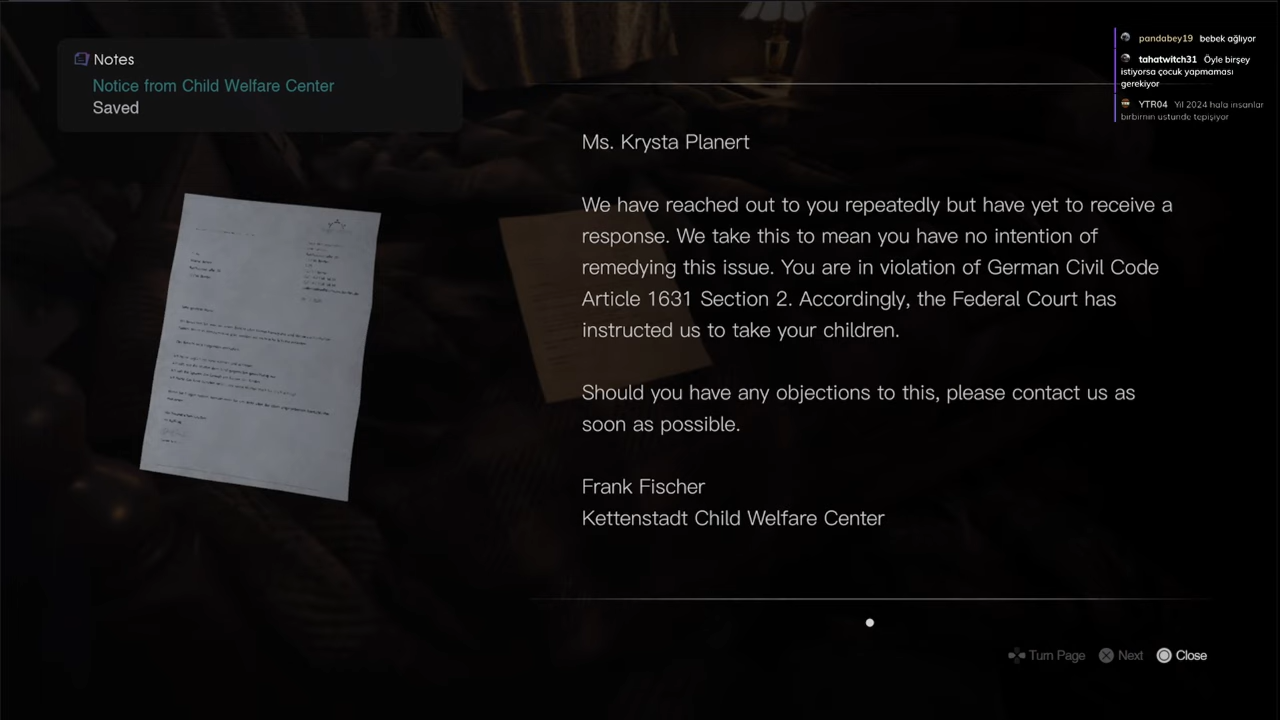 Notes
Notice from Child Welfare Center
Saved
pandabey19 bebek ağlıyor
tahatwitch31 Öyle birşey
istiyorsa çocuk yapmaması
gerekiyor
YTR04 Yıl 2024 hala insanlar
birbirinin üstünde tepişiyor
Ms. Krysta Planert
We have reached out to you repeatedly but have yet to receive a
response. We take this to mean you have no intention of
remedying this issue. You are in violation of German Civil Code
Article 1631 Section 2. Accordingly, the Federal Court has
instructed us to take your children.
Should you have any objections to this, please contact us as
soon as possible.
Frank Fischer
Kettenstadt Child Welfare Center
Turn Page Next Close